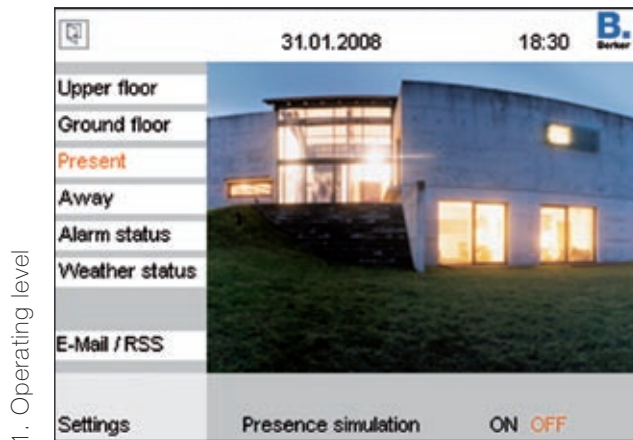 31.01.2008 18:30 B.
Berker
Upper floor
Ground floor
Present
Away
Alarm status
Weather status
E-Mail / RSS
Settings Presence simulation ON OFF
1. Operating level